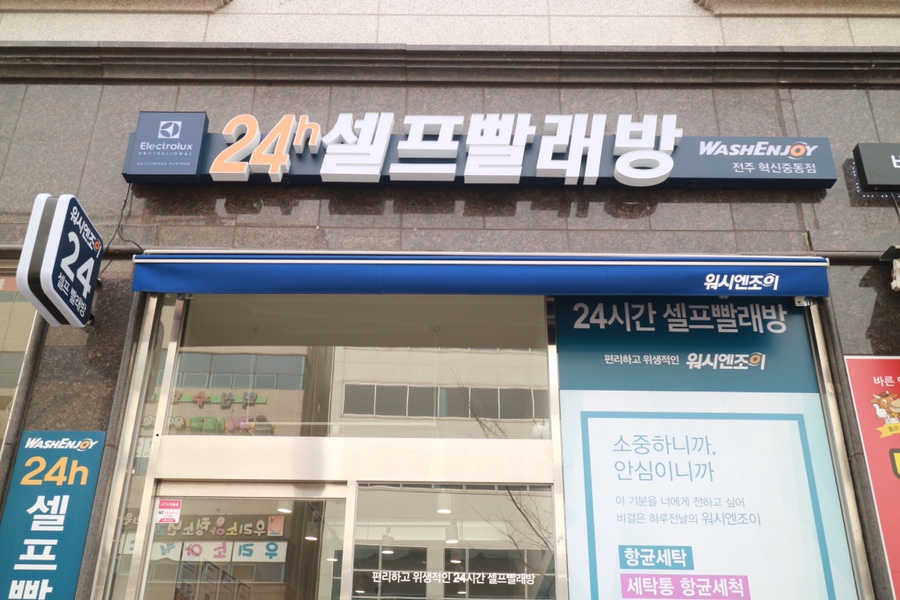 Electrolux
PROFESSIONAL
24h 셀프빨래방
WASHENJOY
전주 혁신중동점
워시엔조이
24
셀프 빨래방
워시엔조이
24시간 셀프빨래방
편리하고 위생적인 워시엔조이
소중하니까,
안심이니까
이 기분을 너에게 전하고 싶어
비결은 하루전날의 워시엔조이
항균세탁
세탁통 항균세척
WASHENJOY
24h
셀
프
빨
편리하고 위생적인 24시간 셀프빨래방
바른